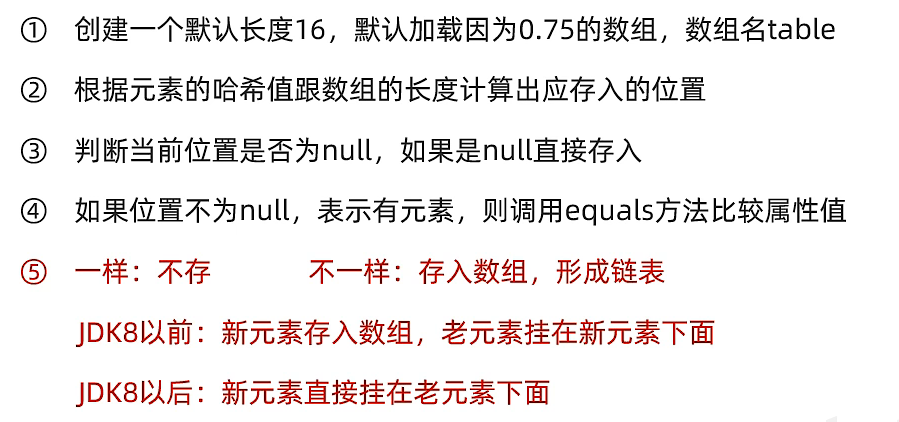 ① 创建一个默认长度16，默认加载因为0.75的数组，数组名table
② 根据元素的哈希值跟数组的长度计算出应存入的位置
③ 判断当前位置是否为null，如果是null直接存入
④ 如果位置不为null，表示有元素，则调用equals方法比较属性值
⑤ 一样：不存 不一样：存入数组，形成链表
JDK8以前：新元素存入数组，老元素挂在新元素下面
JDK8以后：新元素直接挂在老元素下面